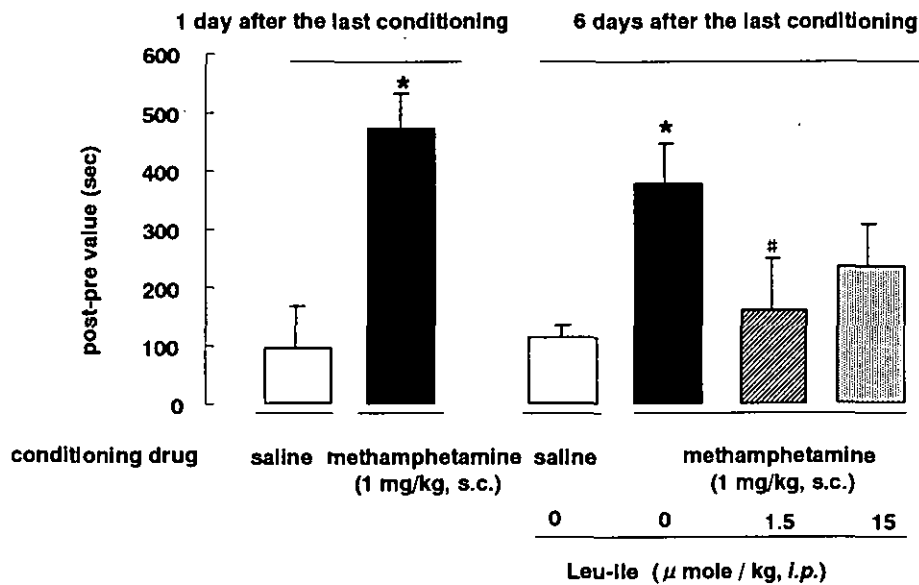 1 day after the last conditioning 6 days after the last conditioning
600
*
500
*
400
post-pre value (sec)
300
#
200
100
0
conditioning drug saline methamphetamine saline methamphetamine
(1 mg/kg, s.c.) (1 mg/kg, s.c.)
0 0 1.5 15
Leu-Ile (μ mole / kg, i.p.)